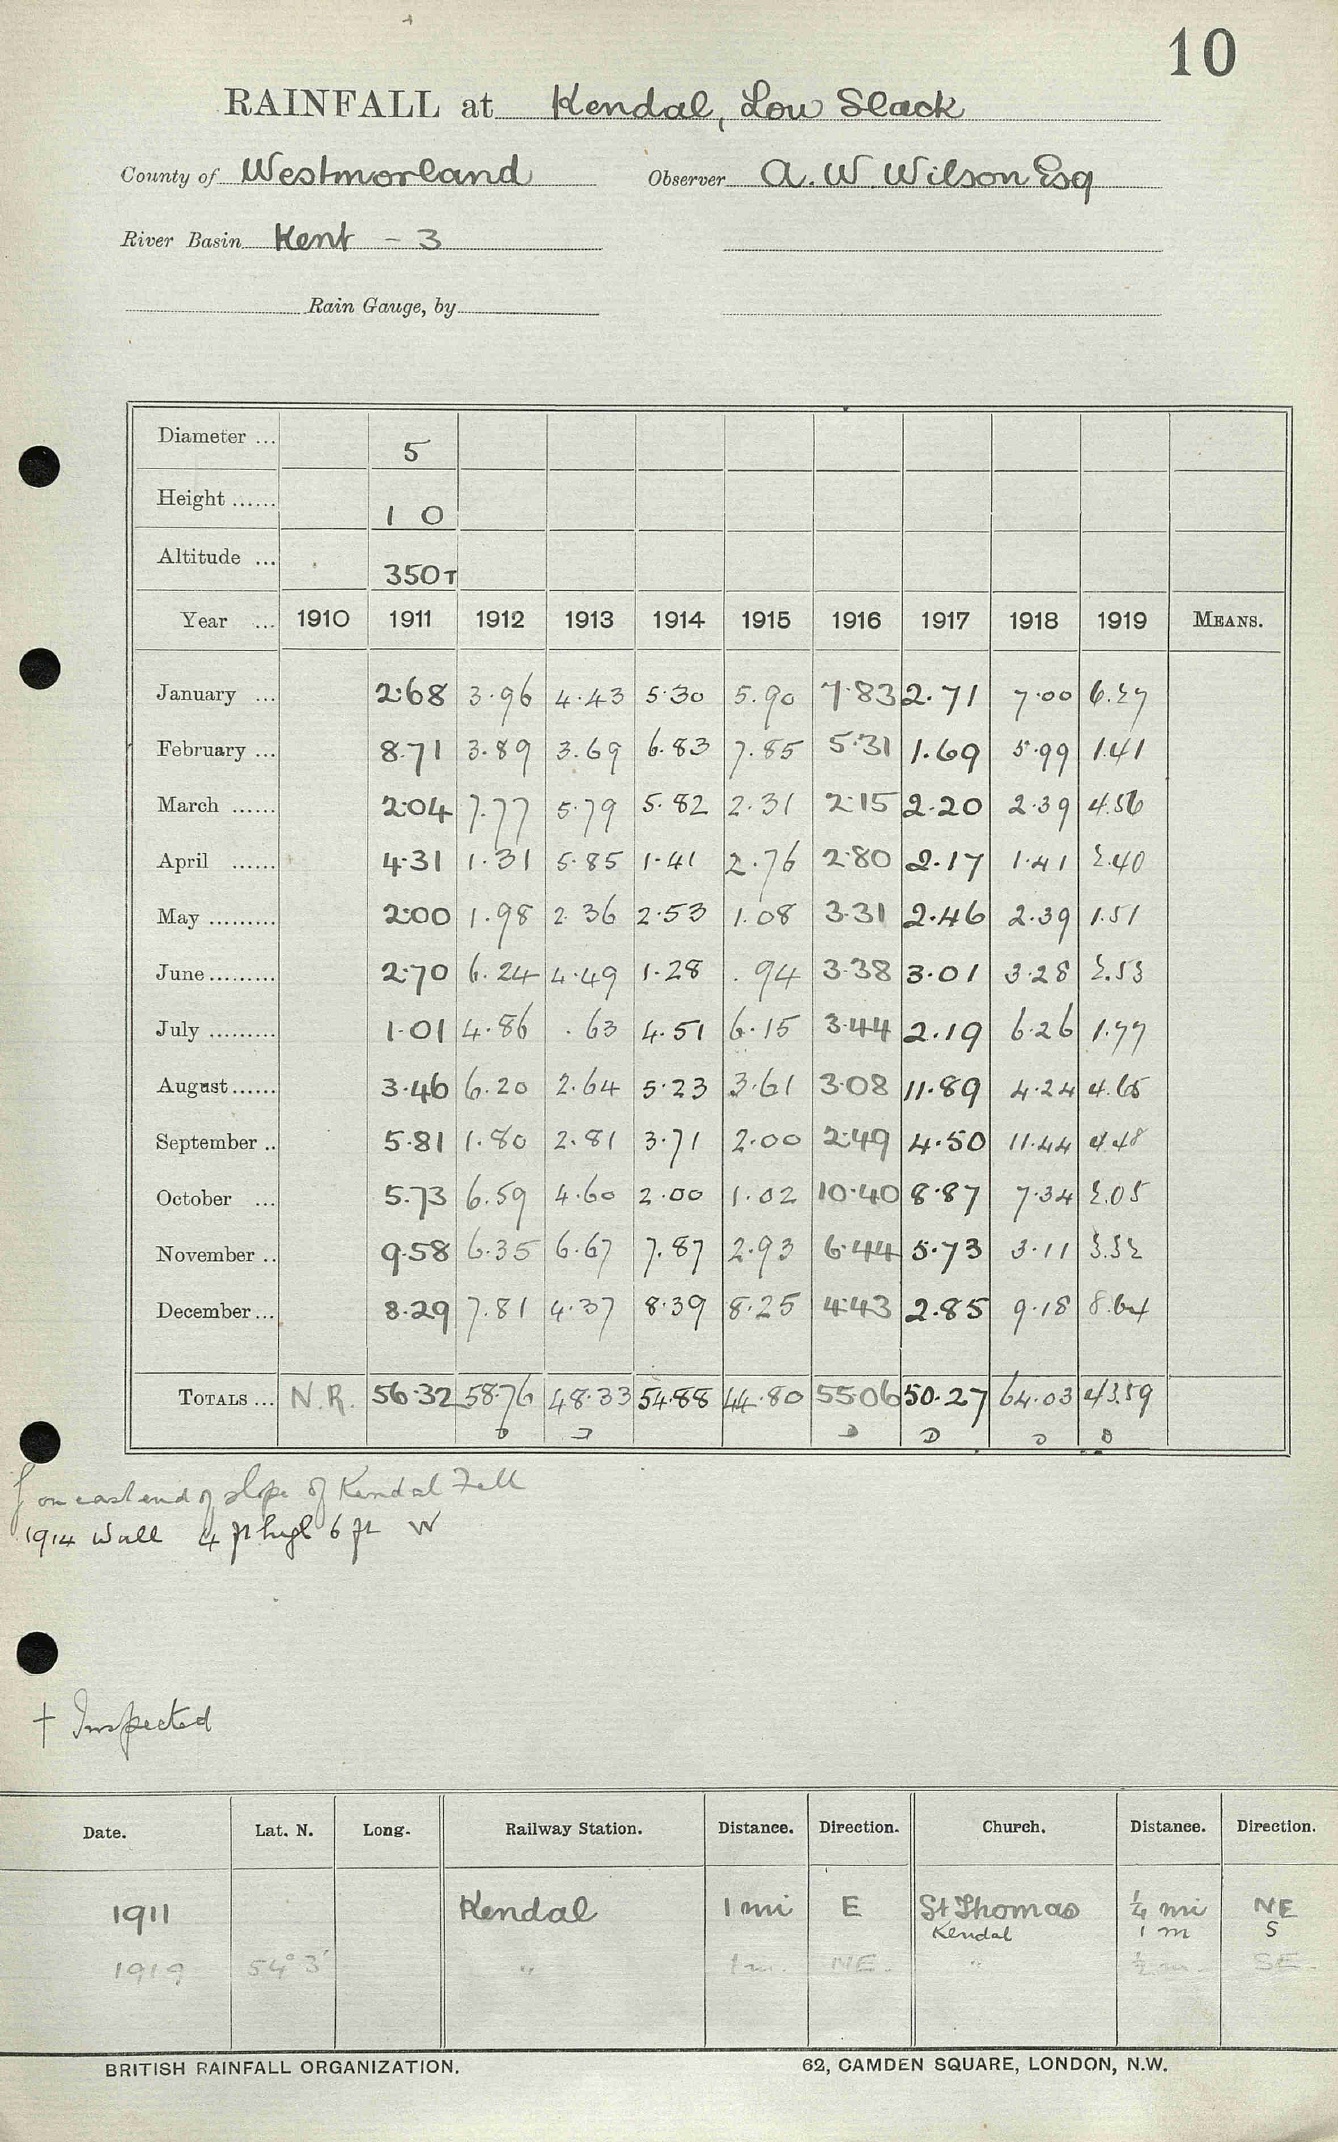 10
RAINFALL at Kendal, Low Slack
County of Westmorland Observer A. W. Wilson Esq
River Basin Kent - 3
Rain Gauge, by
Diameter ... 5
Height ...... 1 0
Altitude ... 350T
Year ... 1910 1911 1912 1913 1914 1915 1916 1917 1918 1919 MEANS.
January ... 2.68 3.96 4.43 5.30 5.90 7.83 2.71 7.00 6.27
February ... 8.71 3.89 3.69 6.83 7.85 5.31 1.69 5.99 1.41
March ...... 2.04 7.77 5.79 5.82 2.31 2.15 2.20 2.39 4.56
April ...... 4.31 1.31 5.85 1.41 2.76 2.80 2.17 1.41 2.40
May ......... 2.00 1.98 2.36 2.53 1.08 3.31 2.46 2.39 1.51
June ......... 2.70 6.24 4.49 1.28 .94 3.38 3.01 3.28 2.53
July ......... 1.01 4.86 .63 4.51 6.15 3.44 2.19 6.26 1.77
August ...... 3.46 6.20 2.64 5.23 3.61 3.08 11.89 4.24 4.65
September .. 5.81 1.80 2.81 3.71 2.00 2.49 4.50 11.44 4.48
October ... 5.73 6.59 4.60 2.00 1.02 10.40 8.87 7.34 2.05
November .. 9.58 6.35 6.67 7.87 2.93 6.44 5.73 3.11 3.32
December ... 8.29 7.81 4.37 8.39 8.25 4.43 2.85 9.18 8.64
TOTALS ... N.R. 56.32 58.76 48.33 54.88 44.80 55.06 50.27 64.03 43.59
on east end of slope of Kendal Fell
1914 Wall 4 ft high 6 ft W
† Inspected
Date. Lat. N. Long. Railway Station. Distance. Direction. Church. Distance. Direction.
1911 Kendal 1 mi E St Thomas ¼ mi NE
Kendal 1 m S
1919 54° 3' " 1 m. NE. " ½ m. SE.
BRITISH RAINFALL ORGANIZATION. 62, CAMDEN SQUARE, LONDON, N.W.